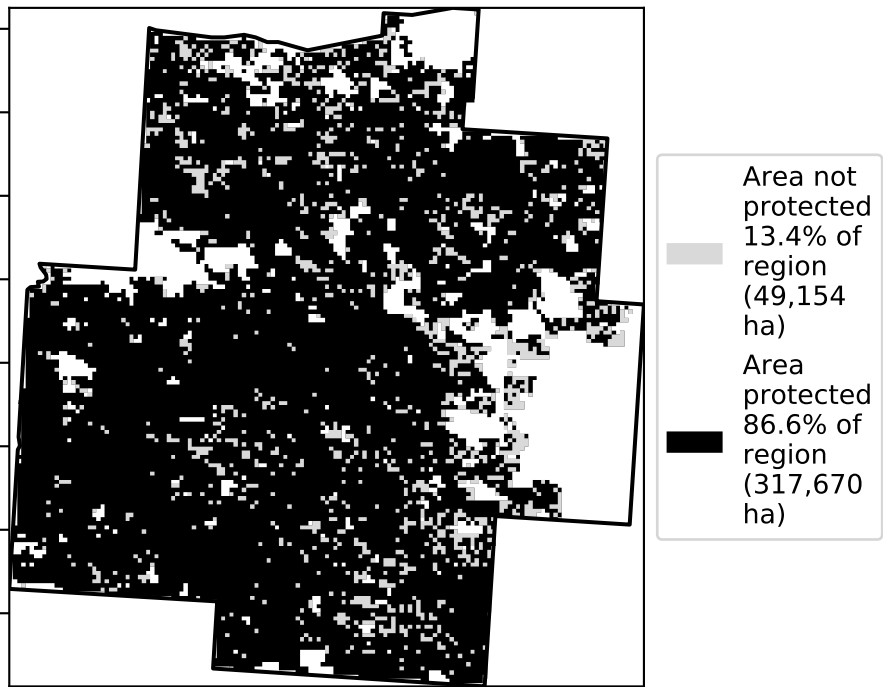 Area not
protected
13.4% of
region
(49,154
ha)
Area
protected
86.6% of
region
(317,670
ha)